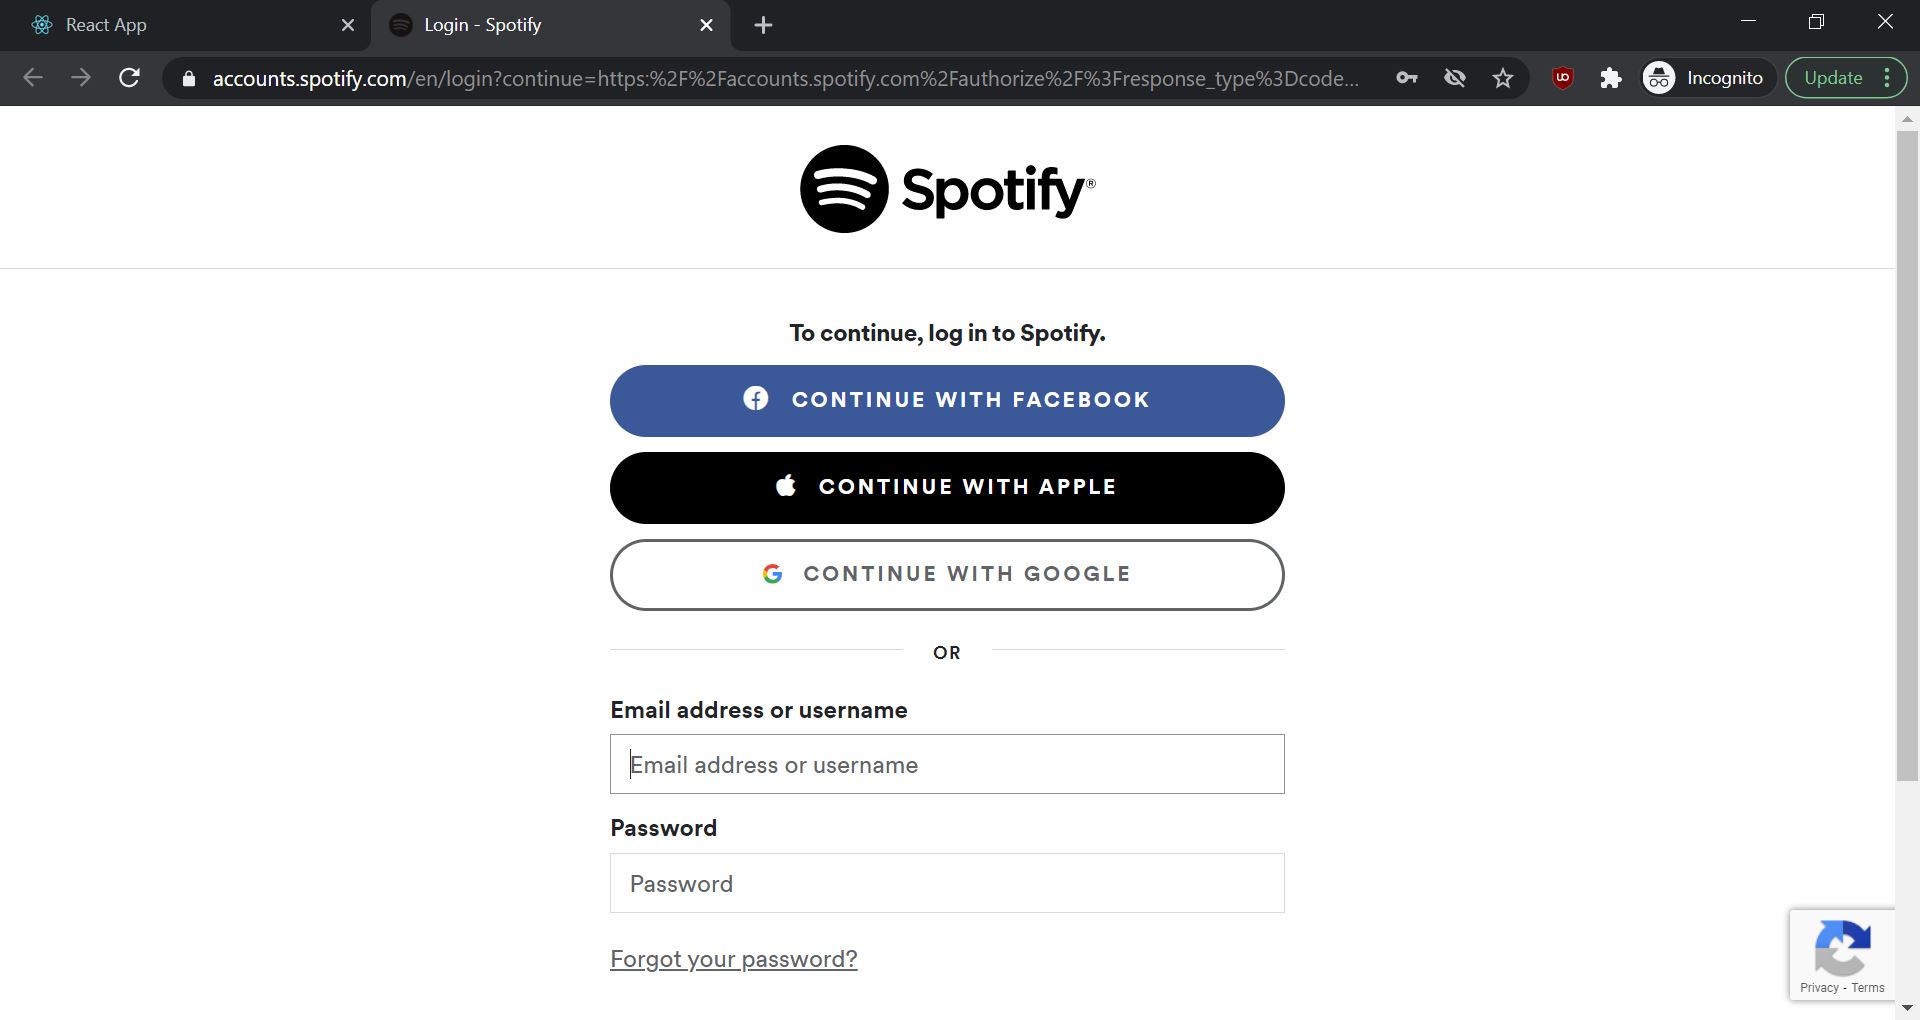 React App
Login - Spotify
accounts.spotify.com/en/login?continue=https:%2F%2Faccounts.spotify.com%2Fauthorize%2F%3Fresponse_type%3Dcode...
Incognito
Update
Spotify®
To continue, log in to Spotify.
CONTINUE WITH FACEBOOK
CONTINUE WITH APPLE
CONTINUE WITH GOOGLE
OR
Email address or username
Email address or username
Password
Password
Forgot your password?
Privacy - Terms